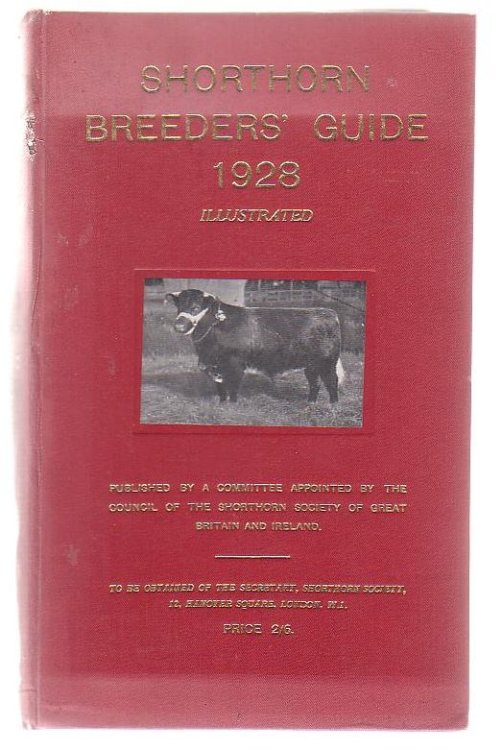 SHORTHORN
BREEDERS' GUIDE
1928
ILLUSTRATED
PUBLISHED BY A COMMITTEE APPOINTED BY THE
COUNCIL OF THE SHORTHORN SOCIETY OF GREAT
BRITAIN AND IRELAND.
TO BE OBTAINED OF THE SECRETARY, SHORTHORN SOCIETY,
12, HANOVER SQUARE, LONDON, W.1.
PRICE 2/6.